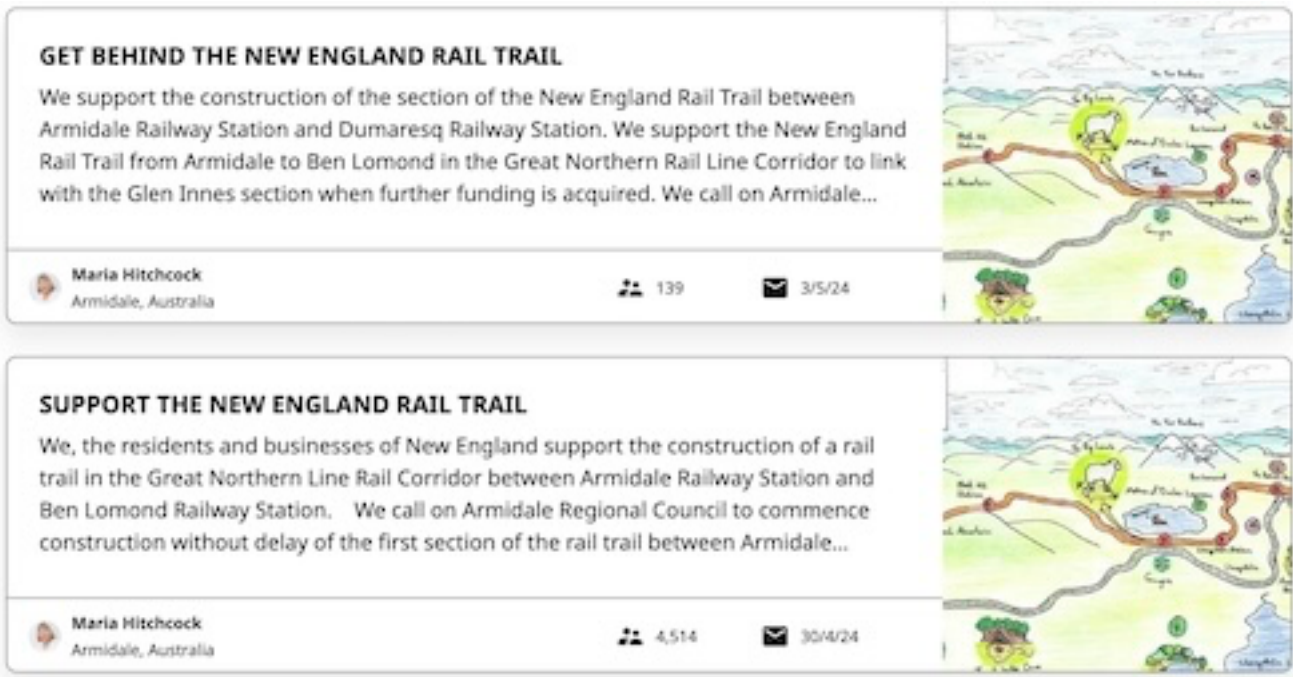 GET BEHIND THE NEW ENGLAND RAIL TRAIL
We support the construction of the section of the New England Rail Trail between
Armidale Railway Station and Dumaresq Railway Station. We support the New England
Rail Trail from Armidale to Ben Lomond in the Great Northern Rail Line Corridor to link
with the Glen Innes section when further funding is acquired. We call on Armidale...
Maria Hitchcock
Armidale, Australia
139
3/5/24
SUPPORT THE NEW ENGLAND RAIL TRAIL
We, the residents and businesses of New England support the construction of a rail
trail in the Great Northern Line Rail Corridor between Armidale Railway Station and
Ben Lomond Railway Station. We call on Armidale Regional Council to commence
construction without delay of the first section of the rail trail between Armidale...
Maria Hitchcock
Armidale, Australia
4,514
30/4/24